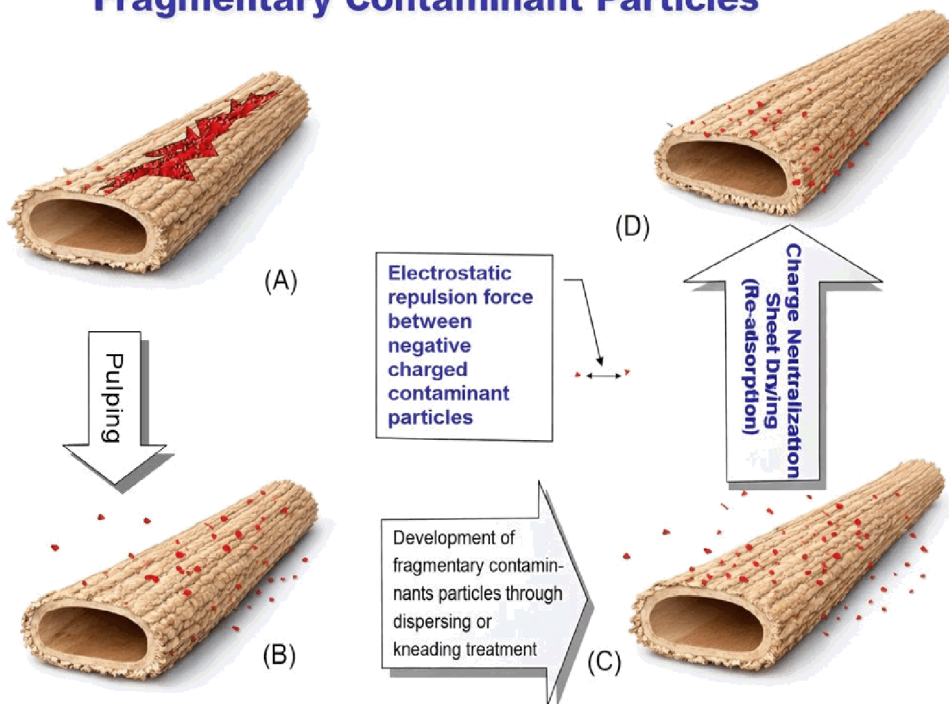 Fragmentary Contaminant Particles
(A)
(D)
Electrostatic
repulsion force
between
negative
charged
contaminant
particles
Charge Neutralization
Sheet Drying
(Re-adsorption)
Pulping
Development of
fragmentary contamin-
nants particles through
dispersing or
kneading treatment
(B)
(C)